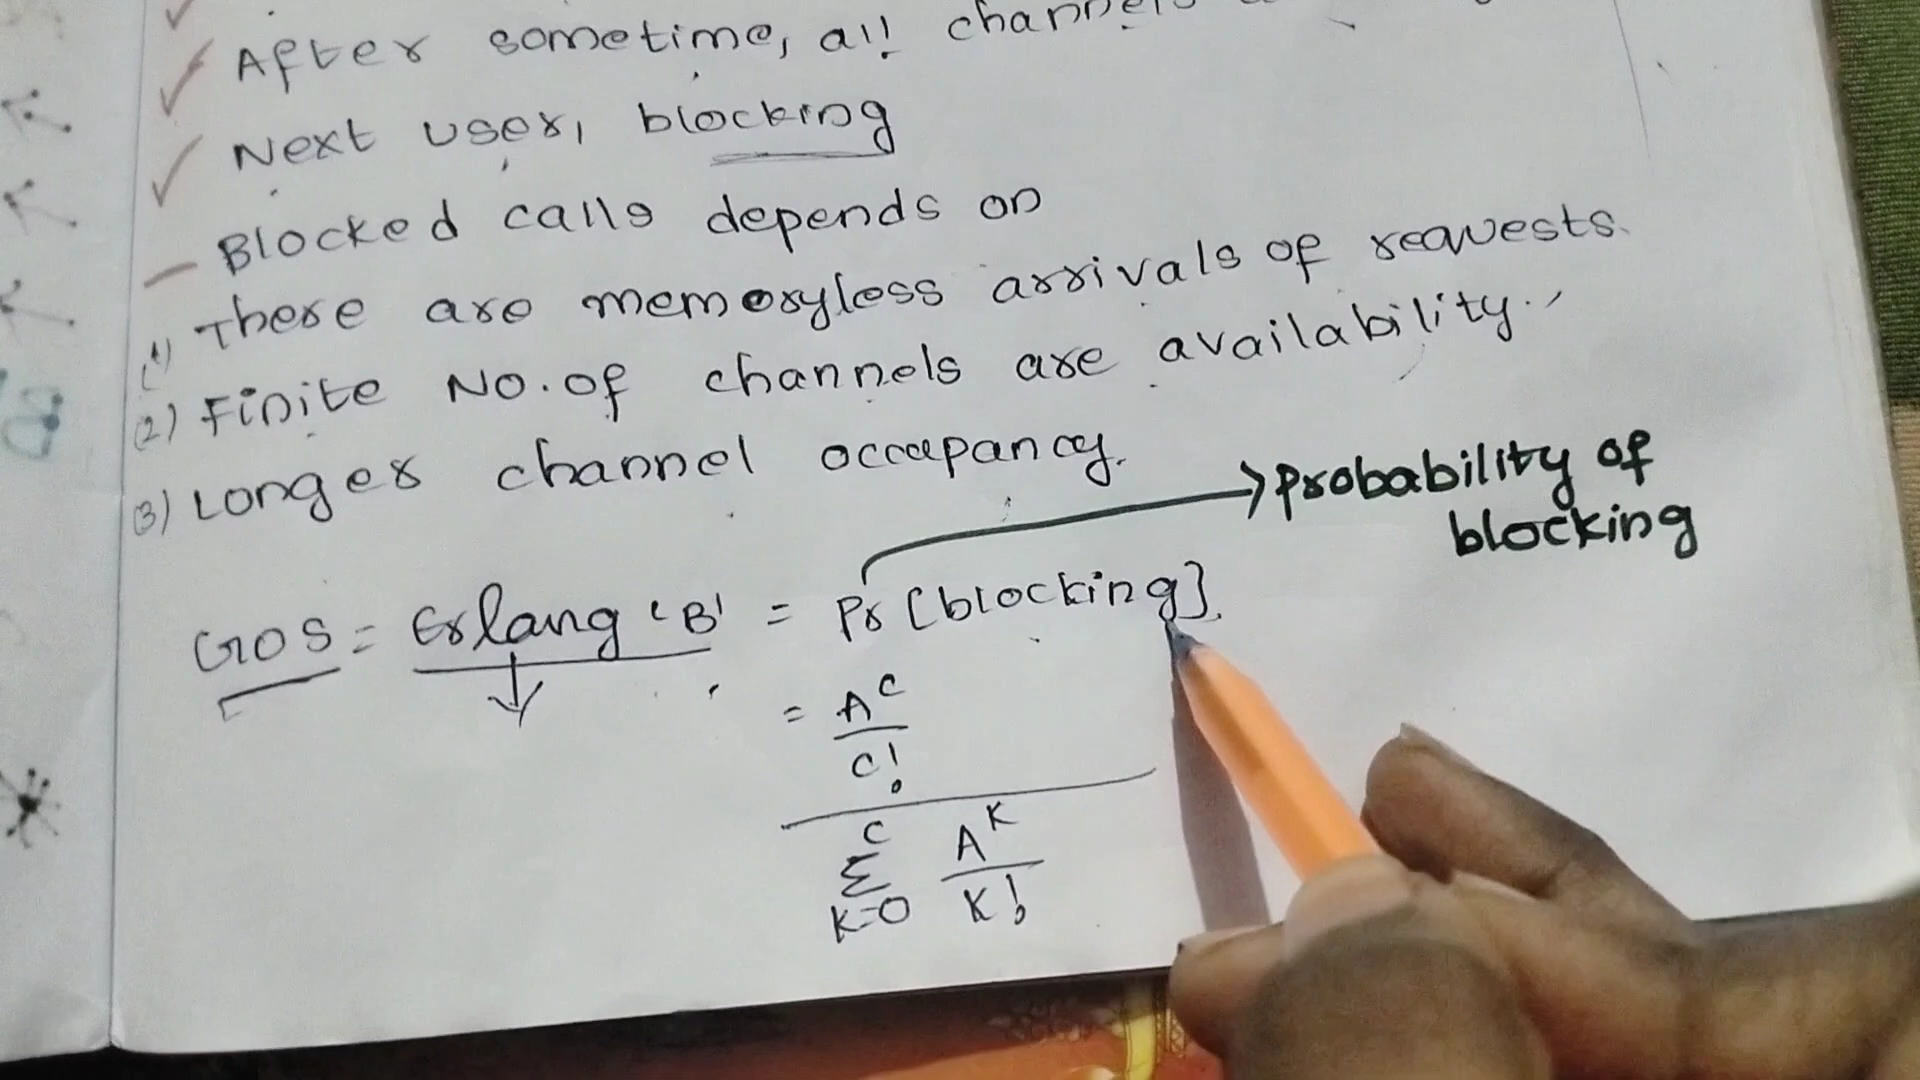 After sometime, all channels
Next user, blocking
Blocked calls depends on
(1) There are memoryless arrivals of requests.
(2) Finite No. of channels are availability.
(3) Longer channel occupancy.
Probability of
blocking
GOS = Erlang 'B' = Pr [blocking].
= A^C
C!
C
Σ A^K
K=0 K!